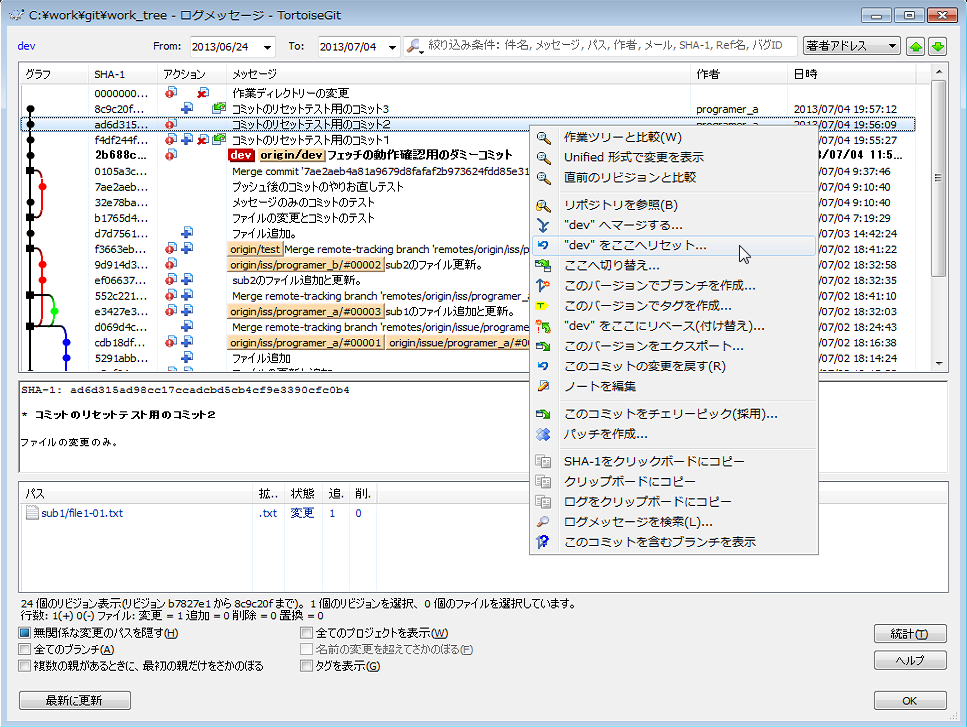 C:¥work¥git¥work_tree - ログメッセージ - TortoiseGit
dev From: 2013/06/24 To: 2013/07/04 絞り込み条件: 件名, メッセージ, パス, 作者, メール, SHA-1, Ref名, バグID 著者アドレス
グラフ SHA-1 アクション メッセージ 作者 日時
0000000... 作業ディレクトリーの変更
8c9c20f... コミットのリセットテスト用のコミット3 programer_a 2013/07/04 19:57:12
ad6d315... コミットのリセットテスト用のコミット2 programer_a 2013/07/04 19:56:09
f4df244f... コミットのリセットテスト用のコミット1 /07/04 19:55:17
2b688c... dev origin/dev フェッチの動作確認用のダミーコミット /07/04 11:5...
0105a3c... Merge commit '7ae2aeb4a81a9679d8fafaf2b973624fdd85e31 /07/04 9:37:46
7ae2aeb... プッシュ後のコミットのやりお直しテスト /07/04 9:10:40
32e78ba... メッセージのみのコミットのテスト /07/04 9:10:40
b1765d4... ファイルの変更とコミットのテスト /07/04 7:19:29
d7d7561... ファイル追加。 /07/03 14:42:24
f3663eb... origin/test Merge remote-tracking branch 'remotes/origin/iss/p /07/02 18:41:22
9d914d3... origin/iss/programer_b/#00002 sub2のファイル更新。 /07/02 18:32:58
ef06637... sub2のファイル追加と更新。 /07/02 18:32:35
552c221... Merge remote-tracking branch 'remotes/origin/iss/programer_ /07/02 18:41:10
e3427e3... origin/iss/programer_a/#00003 sub1のファイル追加と更新。 /07/02 18:32:03
d069d4c... Merge remote-tracking branch 'remotes/origin/issue/programe /07/02 18:24:43
cdb18df... origin/iss/programer_a/#00001 origin/issue/programer_a/#0 /07/02 18:16:38
5291abb... ファイル追加 /07/02 18:14:24
作業ツリーと比較(W)
Unified 形式で変更を表示
直前のリビジョンと比較
リポジトリを参照(B)
"dev" へマージする...
"dev" をここへリセット...
ここへ切り替え...
このバージョンでブランチを作成...
このバージョンでタグを作成...
"dev" をここにリベース(付け替え)...
このバージョンをエクスポート...
このコミットの変更を戻す(R)
ノートを編集
このコミットをチェリーピック(採用)...
パッチを作成...
SHA-1をクリックボードにコピー
クリップボードにコピー
ログをクリップボードにコピー
ログメッセージを検索(L)...
このコミットを含むブランチを表示
SHA-1: ad6d315ad98cc17ccadcbd5cb4cf9e3390cfc0b4
* コミットのリセットテスト用のコミット2
ファイルの変更のみ。
パス 拡.. 状態 追. 削.
sub1/file1-01.txt .txt 変更 1 0
24 個のリビジョン表示(リビジョン b7827e1 から 8c9c20f まで)。1 個のリビジョンを選択、0 個のファイルを選択しています。
行数: 1(+) 0(-) ファイル: 変更 = 1 追加 = 0 削除 = 0 置換 = 0
無関係な変更のパスを隠す(H) 全てのプロジェクトを表示(W) 統計(T)
全てのブランチ(A) 名前の変更を超えてさかのぼる(F)
複数の親があるときに、最初の親だけをさかのぼる タグを表示(G) ヘルプ
最新に更新 OK